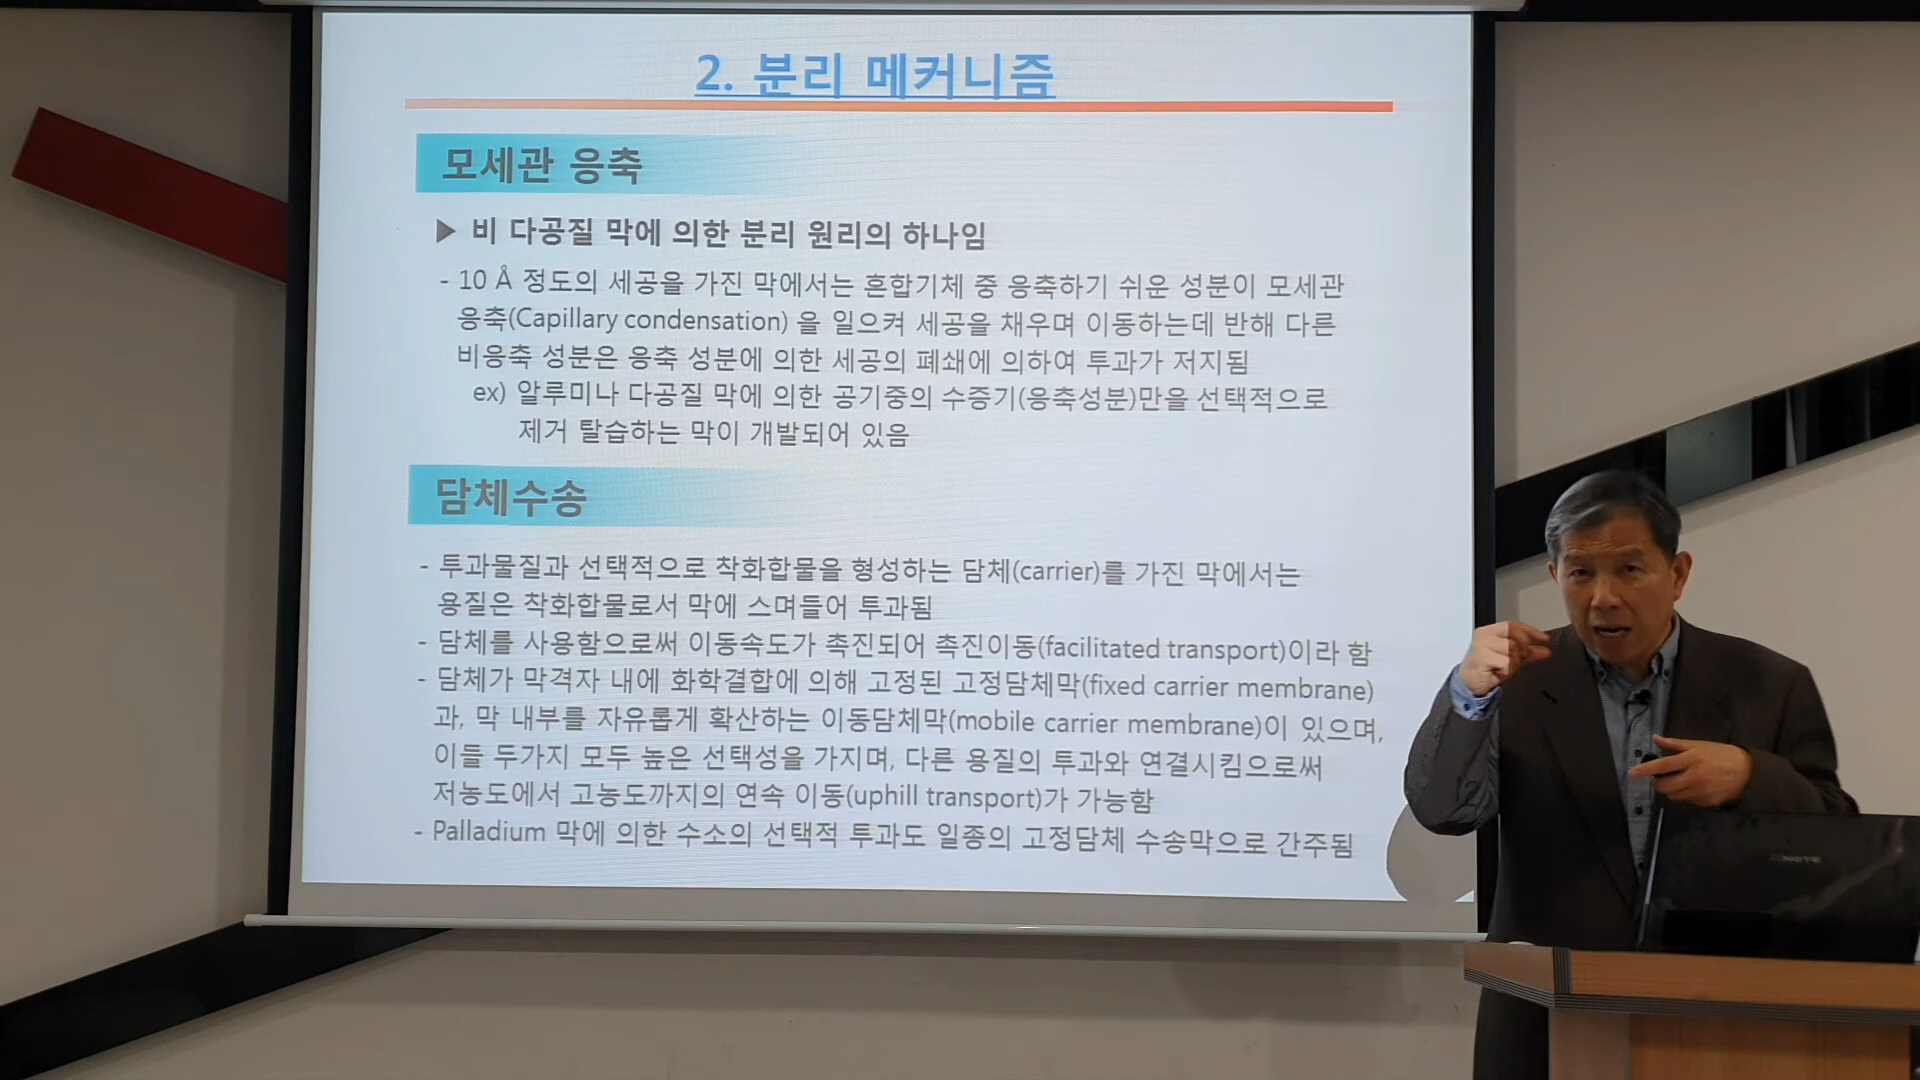 2. 분리 메커니즘
모세관 응축
▶ 비 다공질 막에 의한 분리 원리의 하나임
- 10 Å 정도의 세공을 가진 막에서는 혼합기체 중 응축하기 쉬운 성분이 모세관
응축(Capillary condensation) 을 일으켜 세공을 채우며 이동하는데 반해 다른
비응축 성분은 응축 성분에 의한 세공의 폐쇄에 의하여 투과가 저지됨
ex) 알루미나 다공질 막에 의한 공기중의 수증기(응축성분)만을 선택적으로
제거 탈습하는 막이 개발되어 있음
담체수송
- 투과물질과 선택적으로 착화합물을 형성하는 담체(carrier)를 가진 막에서는
용질은 착화합물로서 막에 스며들어 투과됨
- 담체를 사용함으로써 이동속도가 촉진되어 촉진이동(facilitated transport)이라 함
- 담체가 막격자 내에 화학결합에 의해 고정된 고정담체막(fixed carrier membrane)
과, 막 내부를 자유롭게 확산하는 이동담체막(mobile carrier membrane)이 있으며,
이들 두가지 모두 높은 선택성을 가지며, 다른 용질의 투과와 연결시킴으로써
저농도에서 고농도까지의 연속 이동(uphill transport)가 가능함
- Palladium 막에 의한 수소의 선택적 투과도 일종의 고정담체 수송막으로 간주됨